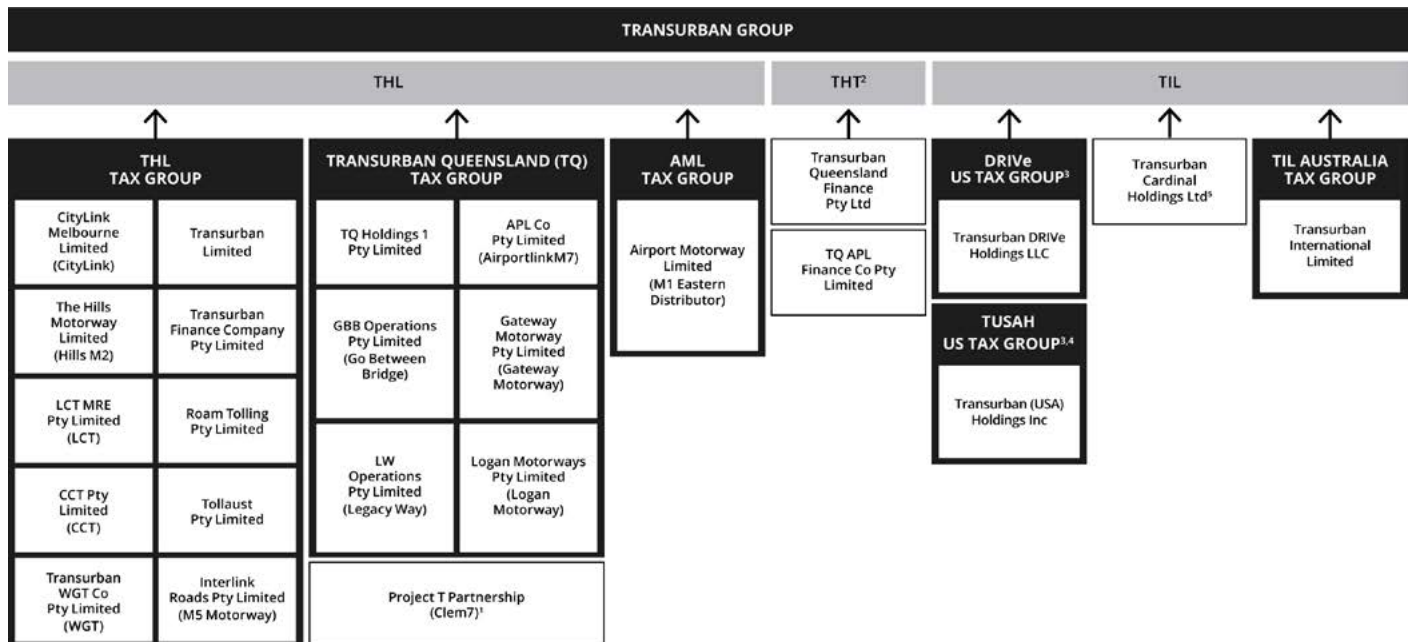 TRANSURBAN GROUP
THL
THT²
TIL
THL
TAX GROUP
CityLink
Melbourne
Limited
(CityLink)
Transurban
Limited
The Hills
Motorway
Limited
(Hills M2)
Transurban
Finance Company
Pty Limited
LCT MRE
Pty Limited
(LCT)
Roam Tolling
Pty Limited
CCT Pty
Limited
(CCT)
Tollaust
Pty Limited
Transurban
WGT Co
Pty Limited
(WGT)
Interlink
Roads Pty Limited
(M5 Motorway)
TRANSURBAN QUEENSLAND (TQ)
TAX GROUP
TQ Holdings 1
Pty Limited
APL Co
Pty Limited
(AirportlinkM7)
GBB Operations
Pty Limited
(Go Between
Bridge)
Gateway
Motorway
Pty Limited
(Gateway
Motorway)
LW
Operations
Pty Limited
(Legacy Way)
Logan Motorways
Pty Limited
(Logan
Motorway)
Project T Partnership
(Clem7)¹
AML
TAX GROUP
Airport Motorway
Limited
(M1 Eastern
Distributor)
Transurban
Queensland
Finance
Pty Ltd
TQ APL
Finance Co Pty
Limited
DRIVe
US TAX GROUP³
Transurban DRIVe
Holdings LLC
TUSAH
US TAX GROUP³,⁴
Transurban (USA)
Holdings Inc
Transurban
Cardinal
Holdings Ltd⁵
TIL AUSTRALIA
TAX GROUP
Transurban
International
Limited